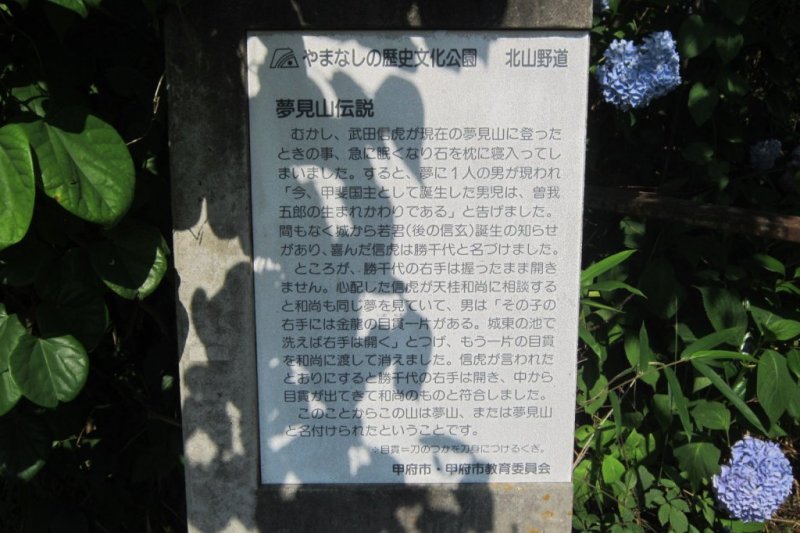 やまなしの歴史文化公園 北山野道
夢見山伝説
むかし、武田信虎が現在の夢見山に登った
ときの事、急に眠くなり石を枕に寝入ってし
まいました。すると、夢に1人の男が現われ
「今、甲斐国主として誕生した男児は、曽我
五郎の生まれかわりである」と告げました。
間もなく城から若君(後の信玄)誕生の知らせ
があり、喜んだ信虎は勝千代と名づけました。
ところが、勝千代の右手は握ったまま開き
ません。心配した信虎が天桂和尚に相談する
と和尚も同じ夢を見ていて、男は「その子の
右手には金龍の目貫一片がある。城東の池で
洗えば右手は開く」とつげ、もう一片の目貫
を和尚に渡して消えました。信虎が言われた
とおりにすると勝千代の右手は開き、中から
目貫が出てきて和尚のものと符合しました。
このことからこの山は夢山、または夢見山
と名付けられたということです。
※目貫=刀のつかを刀身につけるくぎ。
甲府市・甲府市教育委員会